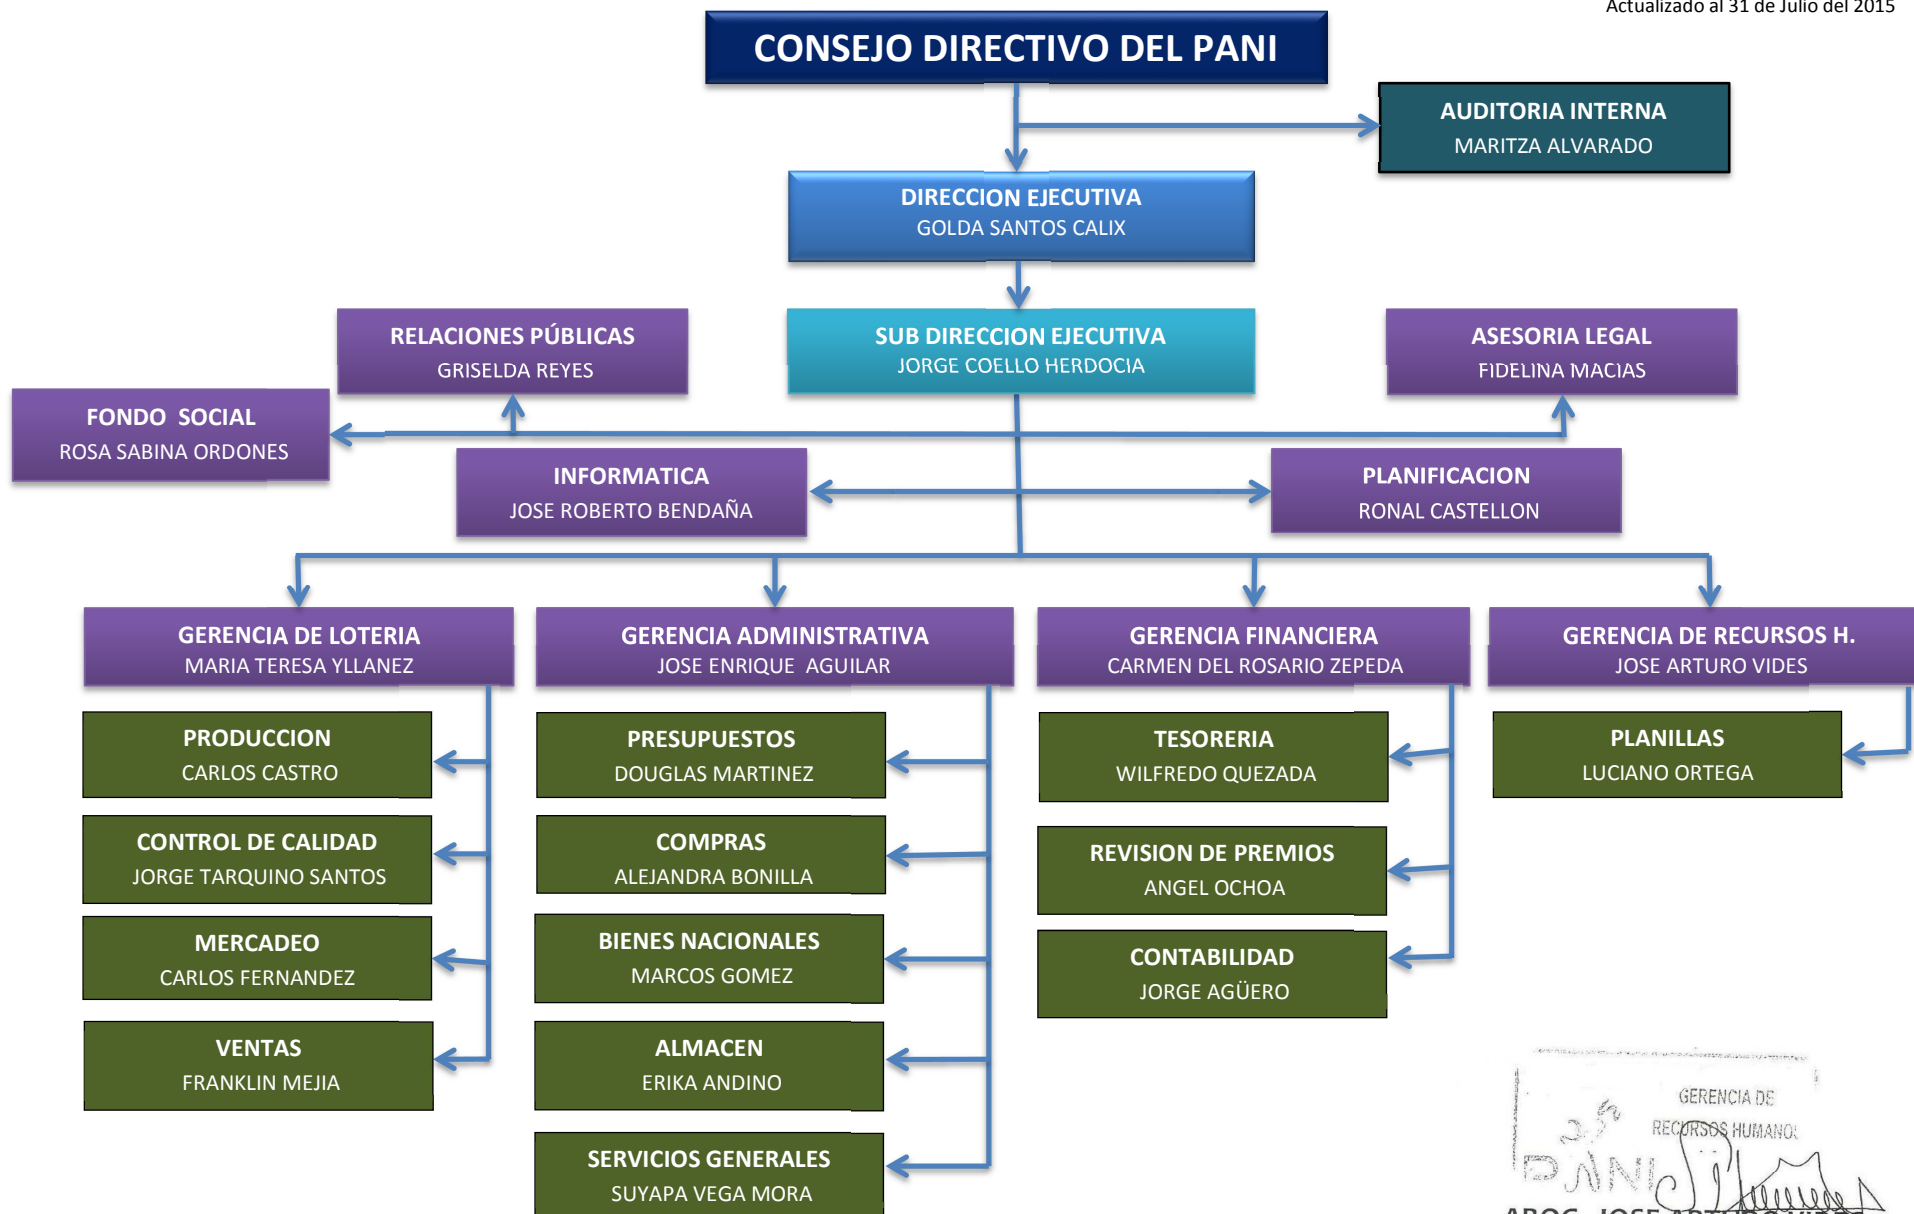 Actualizado al 31 de Julio del 2015
CONSEJO DIRECTIVO DEL PANI
AUDITORIA INTERNA
MARITZA ALVARADO
DIRECCION EJECUTIVA
GOLDA SANTOS CALIX
RELACIONES PÚBLICAS
GRISELDA REYES
SUB DIRECCION EJECUTIVA
JORGE COELLO HERDOCIA
ASESORIA LEGAL
FIDELINA MACIAS
FONDO SOCIAL
ROSA SABINA ORDONES
INFORMATICA
JOSE ROBERTO BENDAÑA
PLANIFICACION
RONAL CASTELLON
GERENCIA DE LOTERIA
MARIA TERESA YLLANEZ
GERENCIA ADMINISTRATIVA
JOSE ENRIQUE AGUILAR
GERENCIA FINANCIERA
CARMEN DEL ROSARIO ZEPEDA
GERENCIA DE RECURSOS H.
JOSE ARTURO VIDES
PRODUCCION
CARLOS CASTRO
CONTROL DE CALIDAD
JORGE TARQUINO SANTOS
MERCADEO
CARLOS FERNANDEZ
VENTAS
FRANKLIN MEJIA
PRESUPUESTOS
DOUGLAS MARTINEZ
COMPRAS
ALEJANDRA BONILLA
BIENES NACIONALES
MARCOS GOMEZ
ALMACEN
ERIKA ANDINO
SERVICIOS GENERALES
SUYAPA VEGA MORA
TESORERIA
WILFREDO QUEZADA
REVISION DE PREMIOS
ANGEL OCHOA
CONTABILIDAD
JORGE AGÜERO
PLANILLAS
LUCIANO ORTEGA
GERENCIA DE
RECURSOS HUMANOS
PANI
ABOG. JOSE ARTURO VIDES